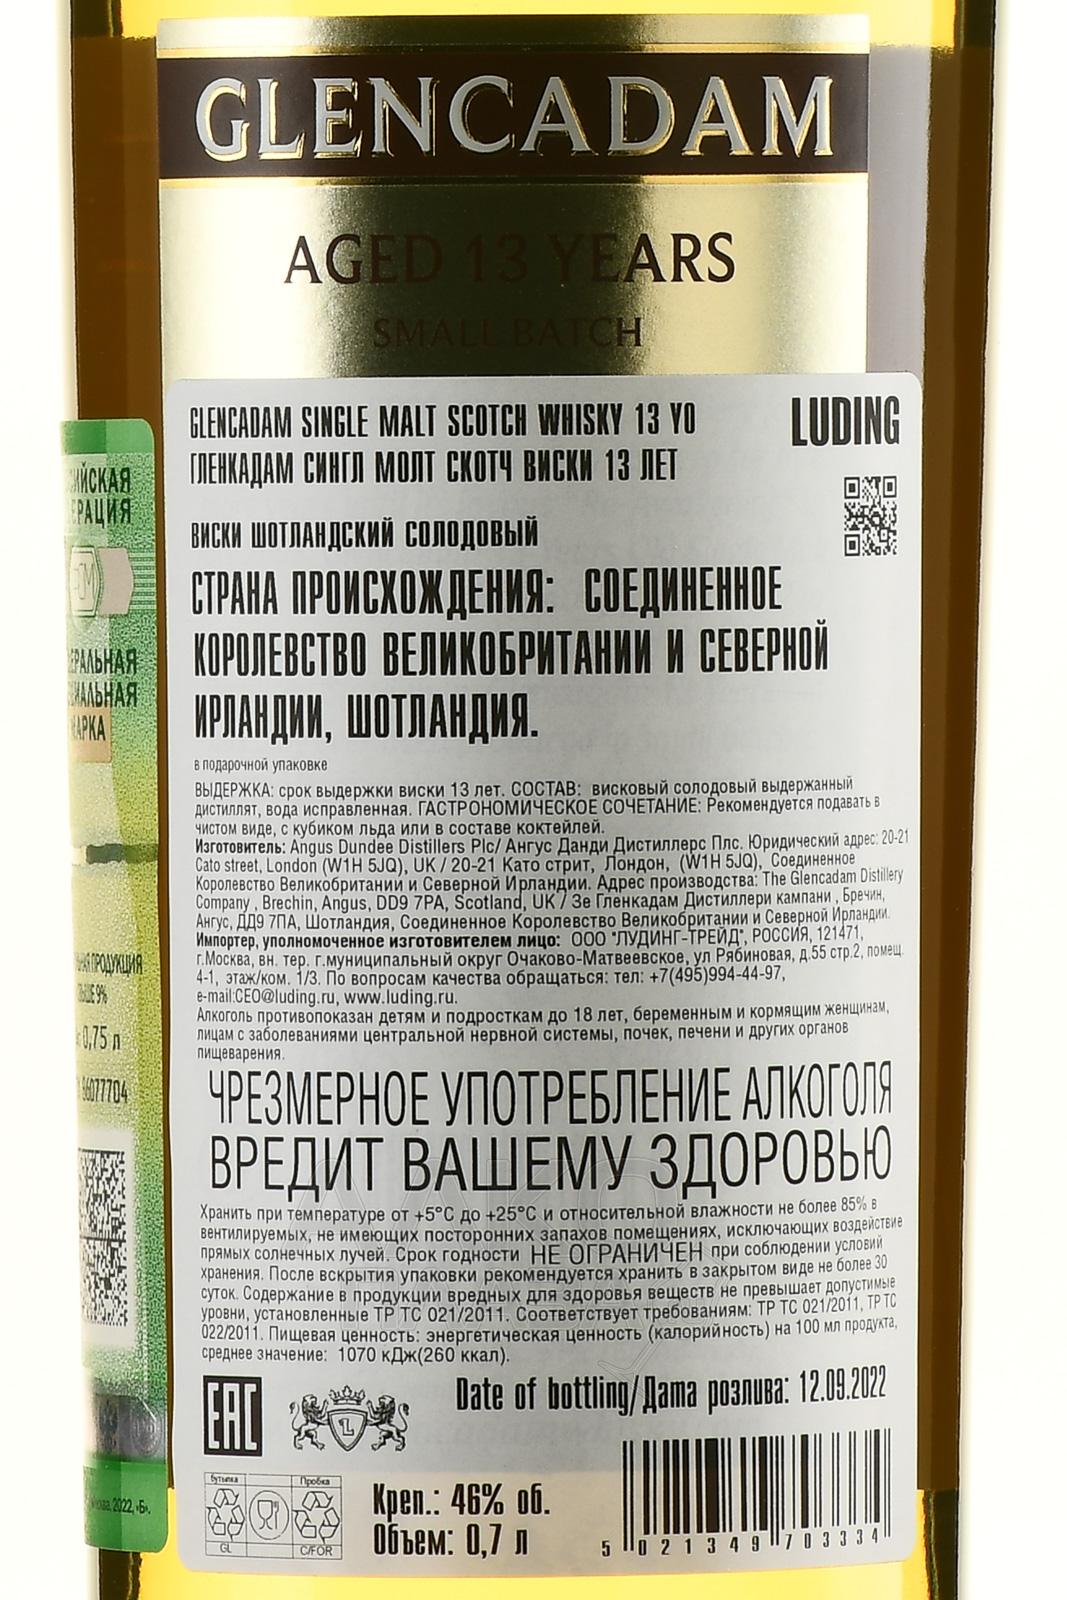 GLENCADAM
AGED 13 YEARS
SMALL BATCH
GLENCADAM SINGLE MALT SCOTCH WHISKY 13 YO
LUDING
ГЛЕНКАДАМ СИНГЛ МОЛТ СКОТЧ ВИСКИ 13 ЛЕТ
ВИСКИ ШОТЛАНДСКИЙ СОЛОДОВЫЙ
СТРАНА ПРОИСХОЖДЕНИЯ: СОЕДИНЕННОЕ
КОРОЛЕВСТВО ВЕЛИКОБРИТАНИИ И СЕВЕРНОЙ
ИРЛАНДИИ, ШОТЛАНДИЯ.
в подарочной упаковке
ВЫДЕРЖКА: срок выдержки виски 13 лет. СОСТАВ: висковый солодовый выдержанный
дистиллят, вода исправленная. ГАСТРОНОМИЧЕСКОЕ СОЧЕТАНИЕ: Рекомендуется подавать в
чистом виде, с кубиком льда или в составе коктейлей.
Изготовитель: Angus Dundee Distillers Plc/ Ангус Данди Дистиллерс Плс. Юридический адрес: 20-21
Cato street, London (W1H 5JQ), UK / 20-21 Като стрит, Лондон, (W1H 5JQ), Соединенное
Королевство Великобритании и Северной Ирландии. Адрес производства: The Glencadam Distillery
Company , Brechin, Angus, DD9 7PA, Scotland, UK / Зе Гленкадам Дистиллери кампани , Бречин,
Ангус, ДД9 7ПА, Шотландия, Соединенное Королевство Великобритании и Северной Ирландии.
Импортер, уполномоченное изготовителем лицо: ООО "ЛУДИНГ-ТРЕЙД", РОССИЯ, 121471,
г.Москва, вн. тер. г.муниципальный округ Очаково-Матвеевское, ул Рябиновая, д.55 стр.2, помещ.
4-1, этаж/ком. 1/3. По вопросам качества обращаться: тел: +7(495)994-44-97,
e-mail:CEO@luding.ru, www.luding.ru.
Алкоголь противопоказан детям и подросткам до 18 лет, беременным и кормящим женщинам,
лицам с заболеваниями центральной нервной системы, почек, печени и других органов
пищеварения.
ЧРЕЗМЕРНОЕ УПОТРЕБЛЕНИЕ АЛКОГОЛЯ
ВРЕДИТ ВАШЕМУ ЗДОРОВЬЮ
Хранить при температуре от +5°С до +25°С и относительной влажности не более 85% в
вентилируемых, не имеющих посторонних запахов помещениях, исключающих воздействие
прямых солнечных лучей. Срок годности НЕ ОГРАНИЧЕН при соблюдении условий
хранения. После вскрытия упаковки рекомендуется хранить в закрытом виде не более 30
суток. Содержание в продукции вредных для здоровья веществ не превышает допустимые
уровни, установленные ТР ТС 021/2011. Соответствует требованиям: ТР ТС 021/2011, ТР ТС
022/2011. Пищевая ценность: энергетическая ценность (калорийность) на 100 мл продукта,
среднее значение: 1070 кДж(260 ккал).
EAC
L
Date of bottling/Дата розлива: 12.09.2022
бутылка
Пробка
GL
C/FOR
Креп.: 46% об.
Объем: 0,7 л
5 021349 703334
0,75 л
96077704